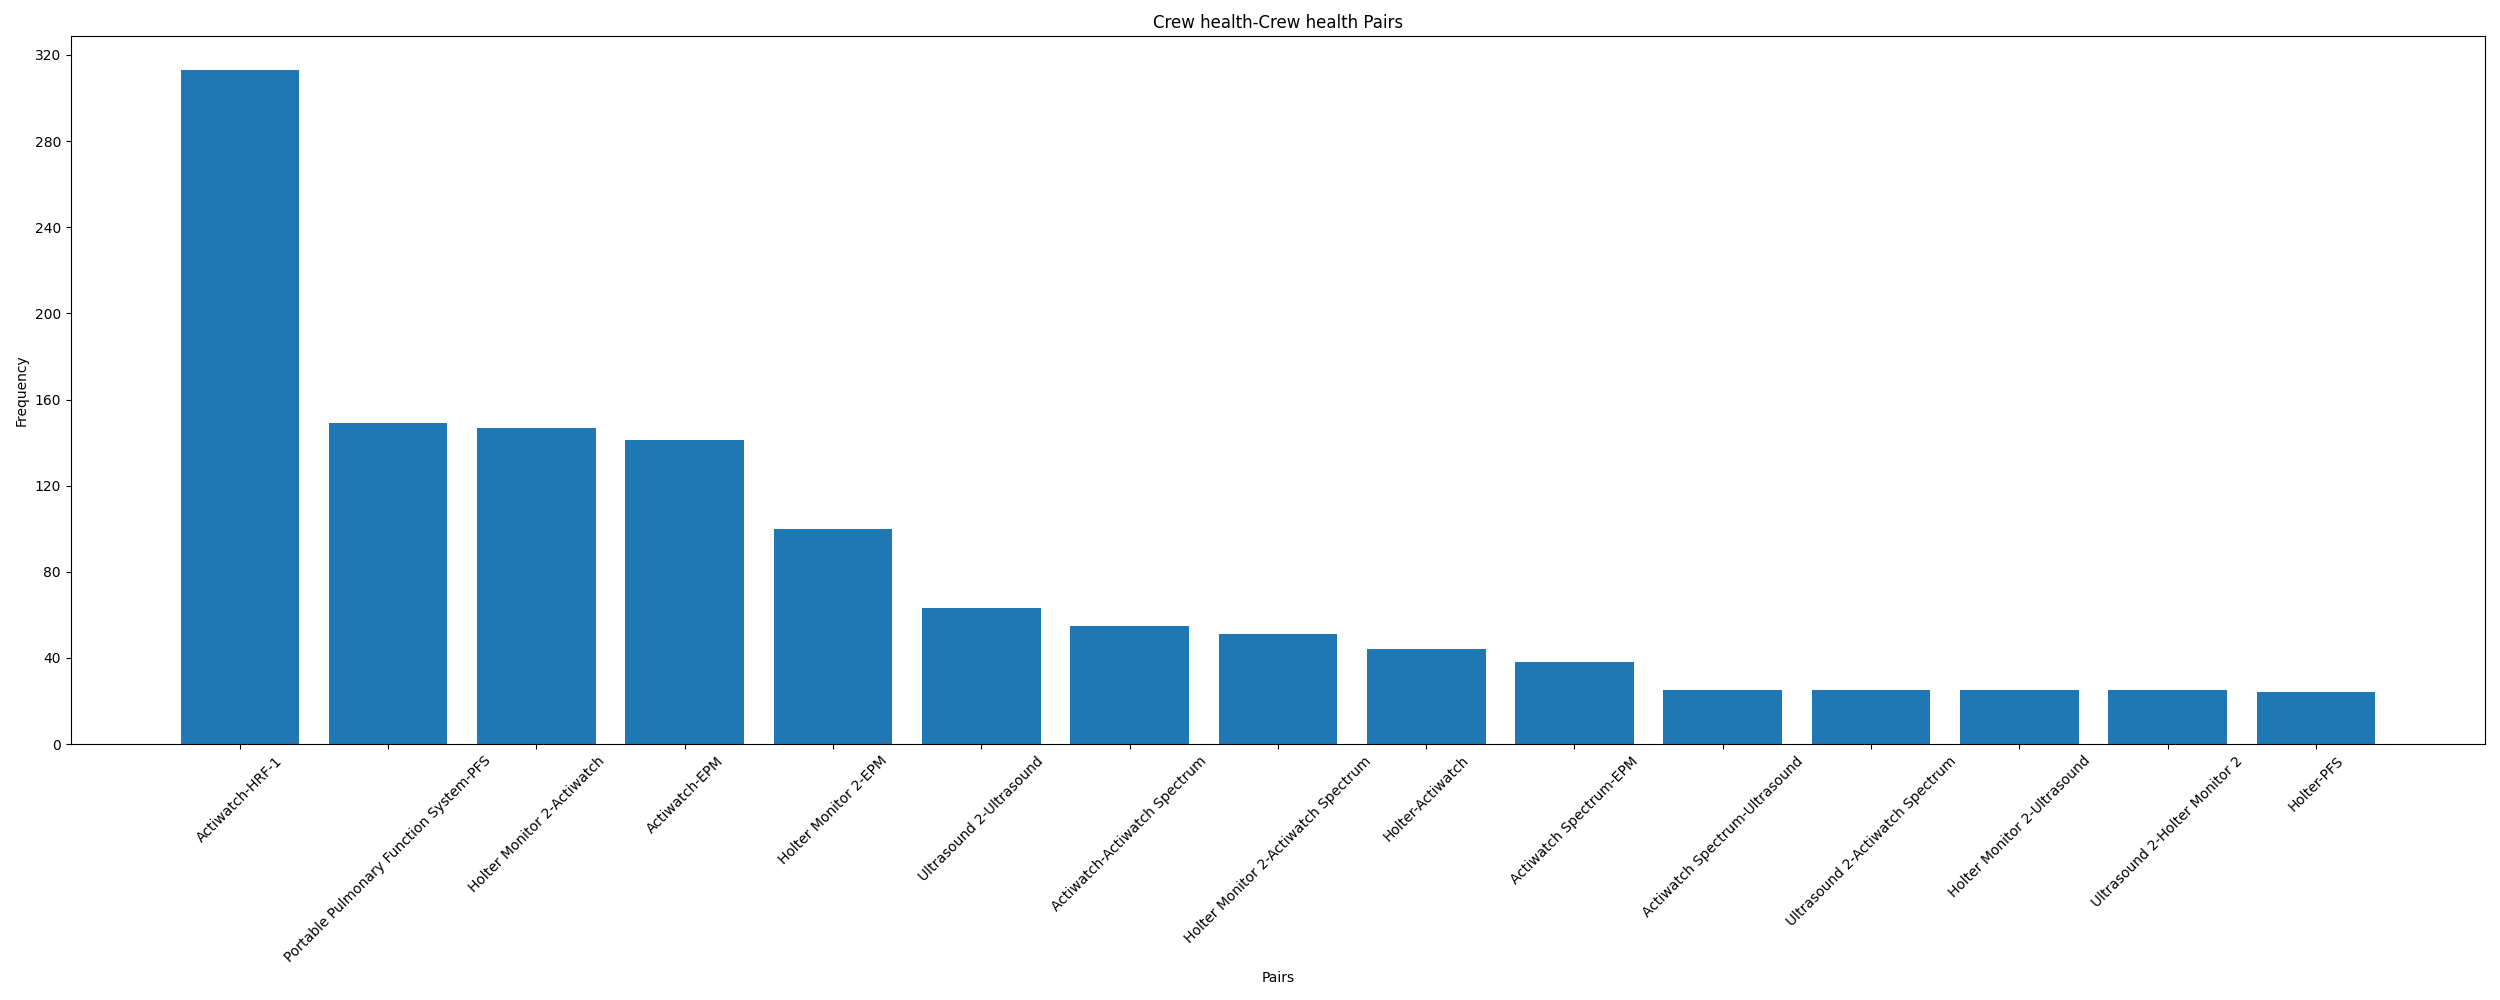 Crew health-Crew health Pairs
Frequency
320
280
240
200
160
120
80
40
0
Actiwatch-HRF-1
Portable Pulmonary Function System-PFS
Holter Monitor 2-Actiwatch
Actiwatch-EPM
Holter Monitor 2-EPM
Ultrasound 2-Ultrasound
Actiwatch-Actiwatch Spectrum
Holter Monitor 2-Actiwatch Spectrum
Holter-Actiwatch
Actiwatch Spectrum-EPM
Actiwatch Spectrum-Ultrasound
Ultrasound 2-Actiwatch Spectrum
Holter Monitor 2-Ultrasound
Ultrasound 2-Holter Monitor 2
Holter-PFS
Pairs